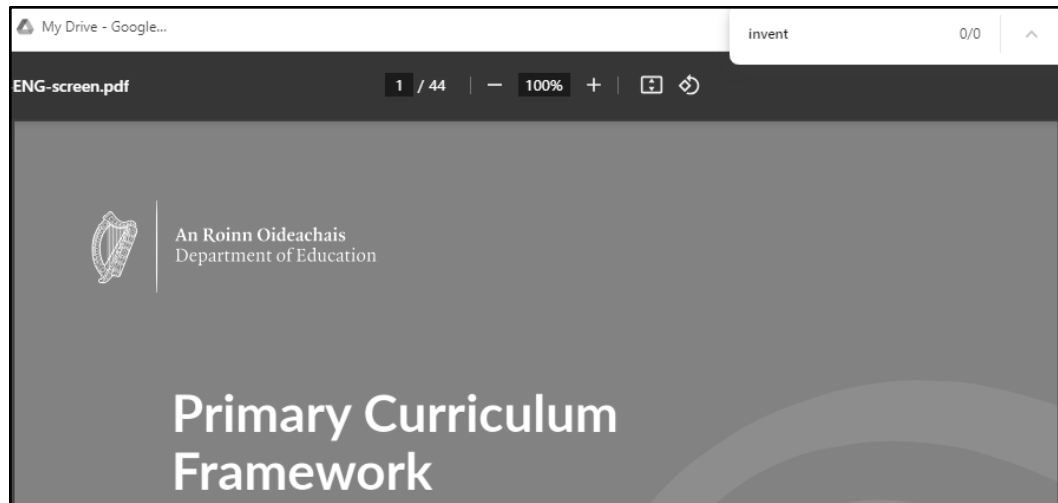 My Drive - Google...
invent 0/0
ENG-screen.pdf 1 / 44 100%
An Roinn Oideachais
Department of Education
Primary Curriculum
Framework